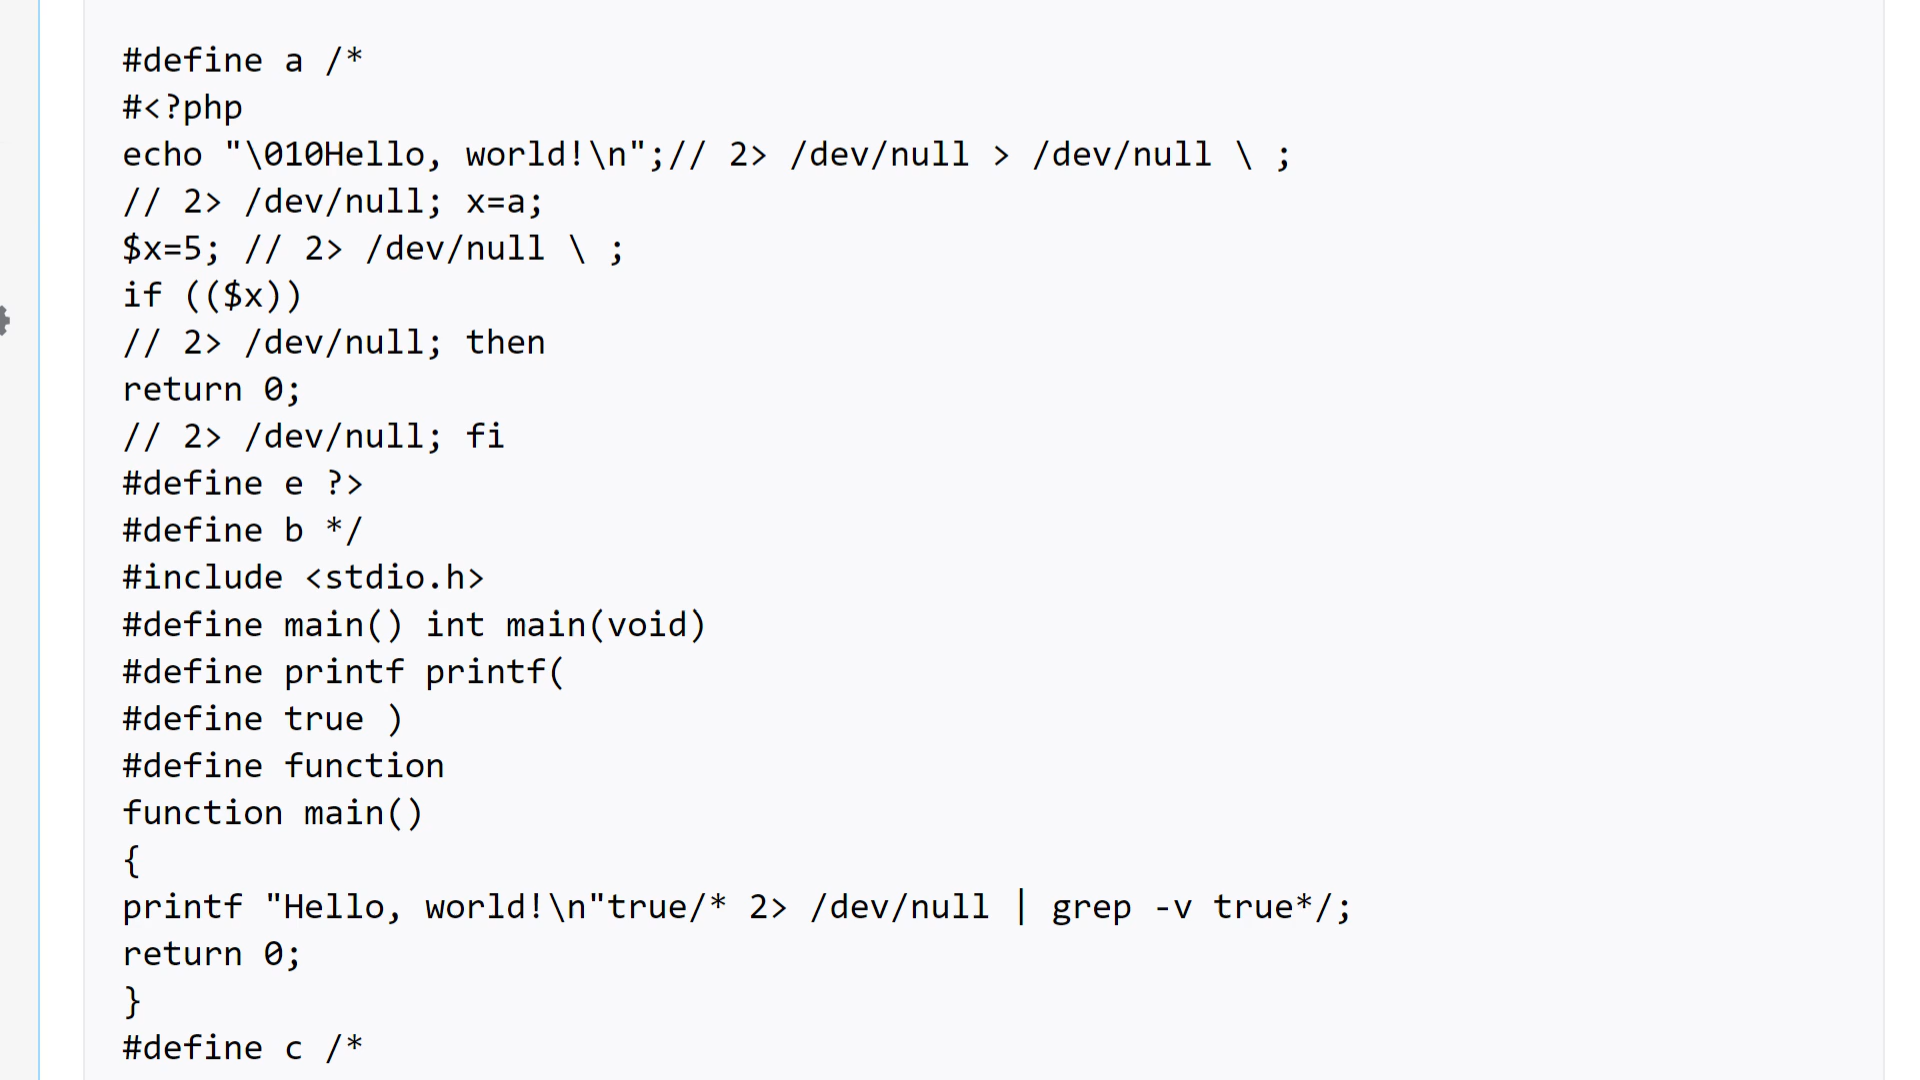 #define a /*
#<?php
echo "\010Hello, world!\n";// 2> /dev/null > /dev/null \ ;
// 2> /dev/null; x=a;
$x=5; // 2> /dev/null \ ;
if (($x))
// 2> /dev/null; then
return 0;
// 2> /dev/null; fi
#define e ?>
#define b */
#include <stdio.h>
#define main() int main(void)
#define printf printf(
#define true )
#define function
function main()
{
printf "Hello, world!\n"true/* 2> /dev/null | grep -v true*/;
return 0;
}
#define c /*